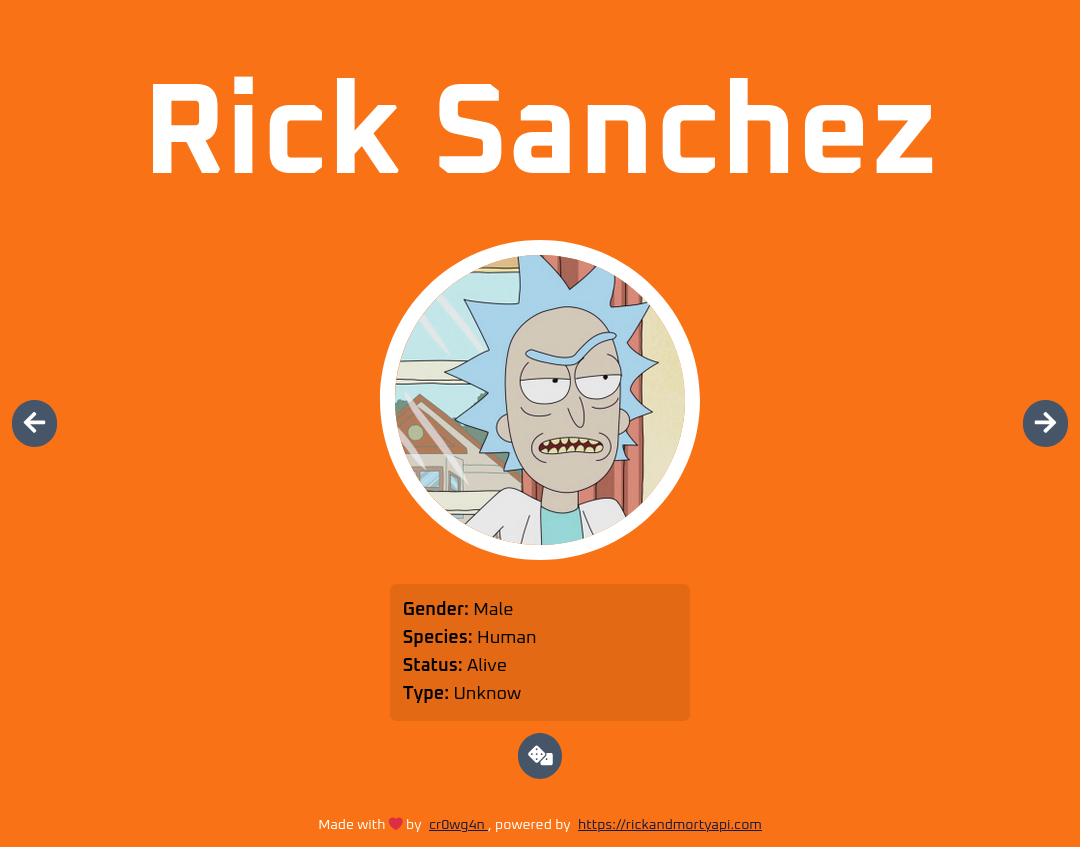 Rick Sanchez
Gender: Male
Species: Human
Status: Alive
Type: Unknow
Made with ❤ by cr0wg4n , powered by https://rickandmortyapi.com